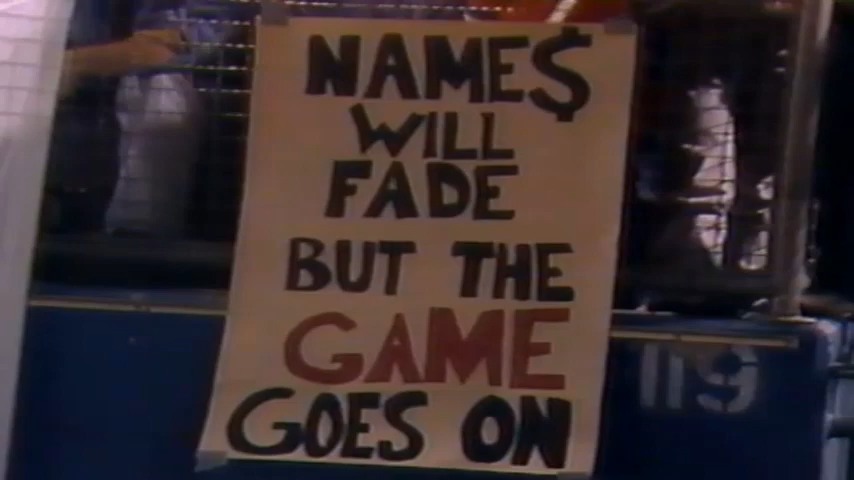 NAME$
WILL
FADE
BUT THE
GAME
GOES ON
119